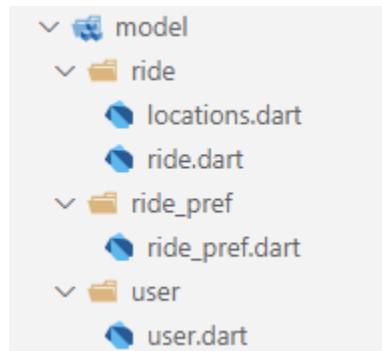 model
ride
locations.dart
ride.dart
ride_pref
ride_pref.dart
user
user.dart